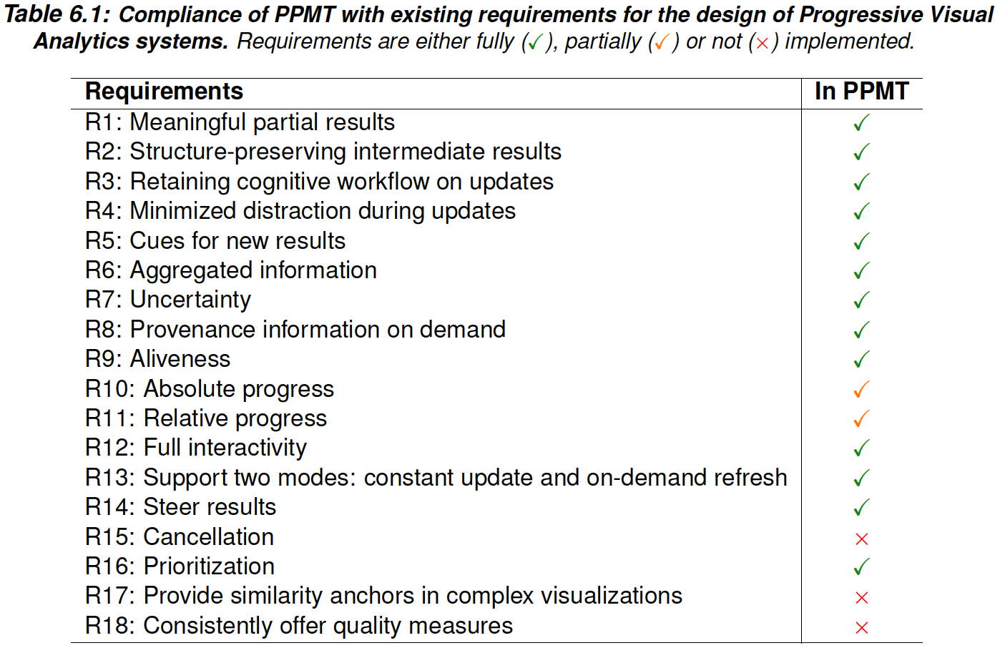 Table 6.1: Compliance of PPMT with existing requirements for the design of Progressive Visual
Analytics systems. Requirements are either fully (✓), partially (✓) or not (×) implemented.
Requirements In PPMT
R1: Meaningful partial results ✓
R2: Structure-preserving intermediate results ✓
R3: Retaining cognitive workflow on updates ✓
R4: Minimized distraction during updates ✓
R5: Cues for new results ✓
R6: Aggregated information ✓
R7: Uncertainty ✓
R8: Provenance information on demand ✓
R9: Aliveness ✓
R10: Absolute progress ✓
R11: Relative progress ✓
R12: Full interactivity ✓
R13: Support two modes: constant update and on-demand refresh ✓
R14: Steer results ✓
R15: Cancellation ×
R16: Prioritization ✓
R17: Provide similarity anchors in complex visualizations ×
R18: Consistently offer quality measures ×